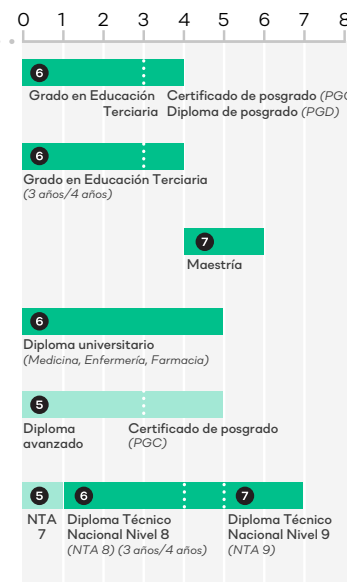 0 1 2 3 4 5 6 7 8
6
Grado en Educación Terciaria
Certificado de posgrado (PGC
Diploma de posgrado (PGD)
6
Grado en Educación Terciaria
(3 años/4 años)
7
Maestría
6
Diploma universitario
(Medicina, Enfermería, Farmacia)
5
Diploma
avanzado
Certificado de posgrado
(PGC)
5 6 7
NTA
7
Diploma Técnico
Nacional Nivel 8
(NTA 8) (3 años/4 años)
Diploma Técnico
Nacional Nivel 9
(NTA 9)